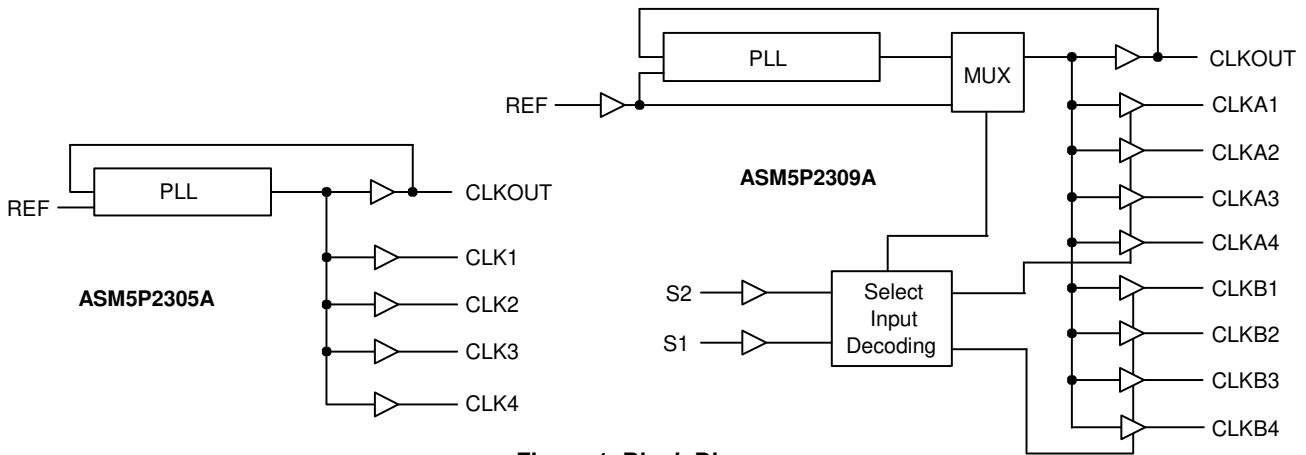 PLL
REF
CLKOUT
CLK1
CLK2
CLK3
CLK4
ASM5P2305A
PLL
MUX
REF
CLKOUT
CLKA1
CLKA2
CLKA3
CLKA4
ASM5P2309A
S2
S1
Select
Input
Decoding
CLKB1
CLKB2
CLKB3
CLKB4